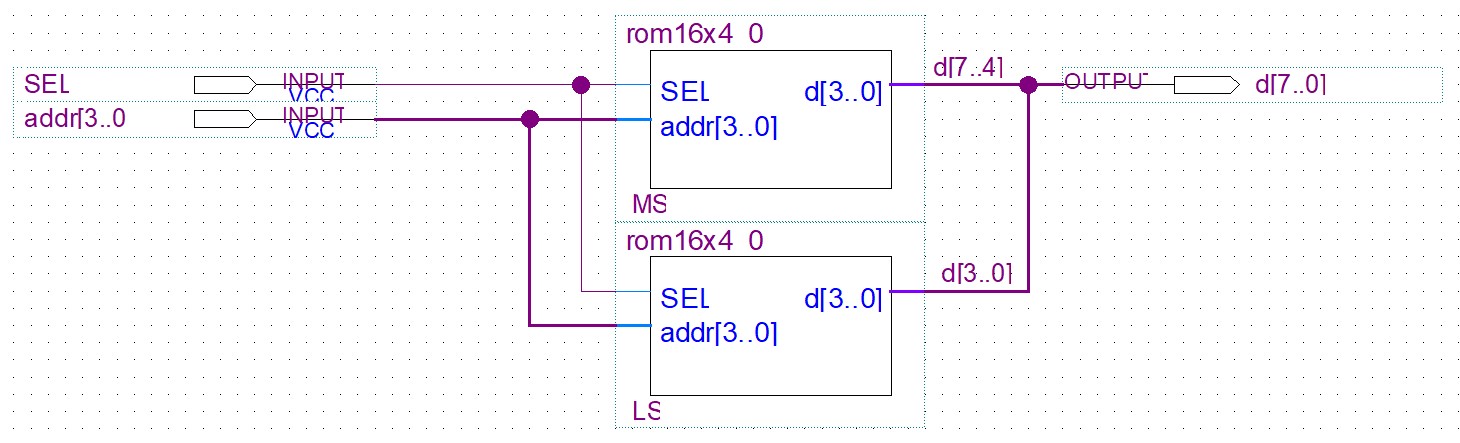 rom16x4_0
SEL INPUT VCC
addr[3..0 INPUT VCC
SEL d[3..0]
addr[3..0]
MS
d[7..4]
OUTPUT d[7..0]
rom16x4_0
SEL d[3..0]
addr[3..0]
LS
d[3..0]